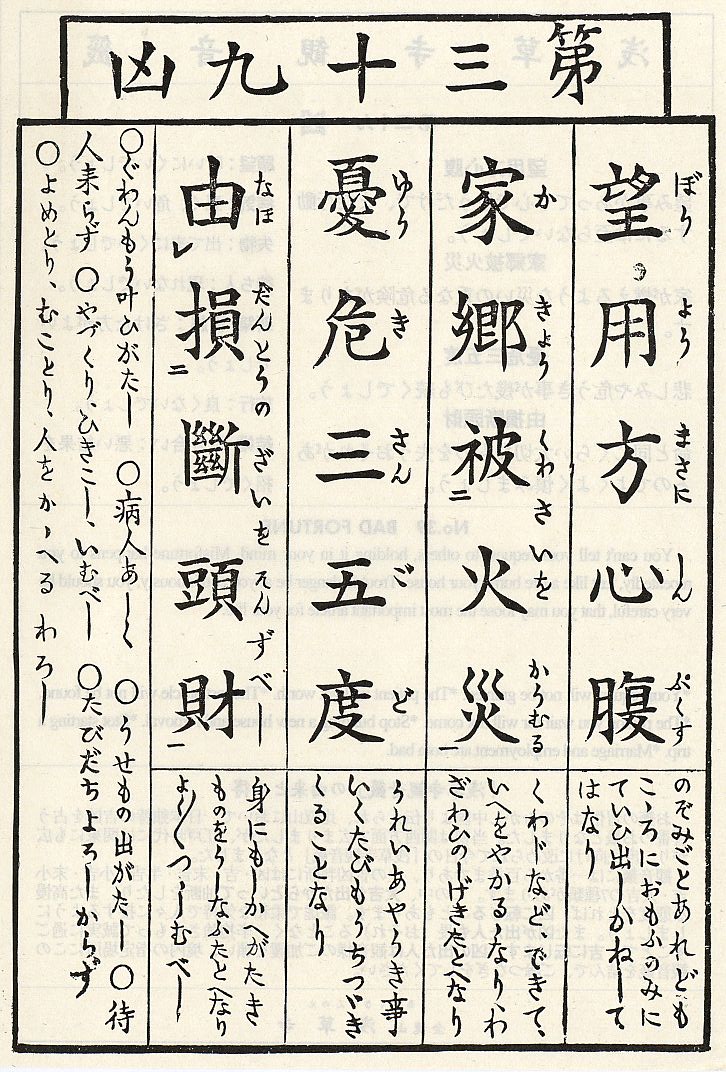 第三十九凶
望用方心腹
ぼう よう まさに しん ぷくす
のぞみごとあれども
こゝろにおもふのみに
ていひ出しかねして
はなし
家郷被二火災一
か きょう くわさいを かうむる
くわじなど、できて、
いへをやかるゝなり、わ
ざわひのしげきたとへなり
憂危三五度
ゆう き さん ご ど
うれいあやうき事
いくたびもうちつゞき
くることなり
由レ損二斷頭財一
なほ だんとうの ざいを そんず べし
身にもかへがたき
ものをうしなふたとへなり
よく／＼つゝしむべし
○ぐわんもう叶ひがたし ○病人あしく ○うせもの出がたし ○待
人来らず ○やづくり、ひきこし、いむべし ○たびだちよろしからず
○よめとり、むことり、人をかゝへる わろし